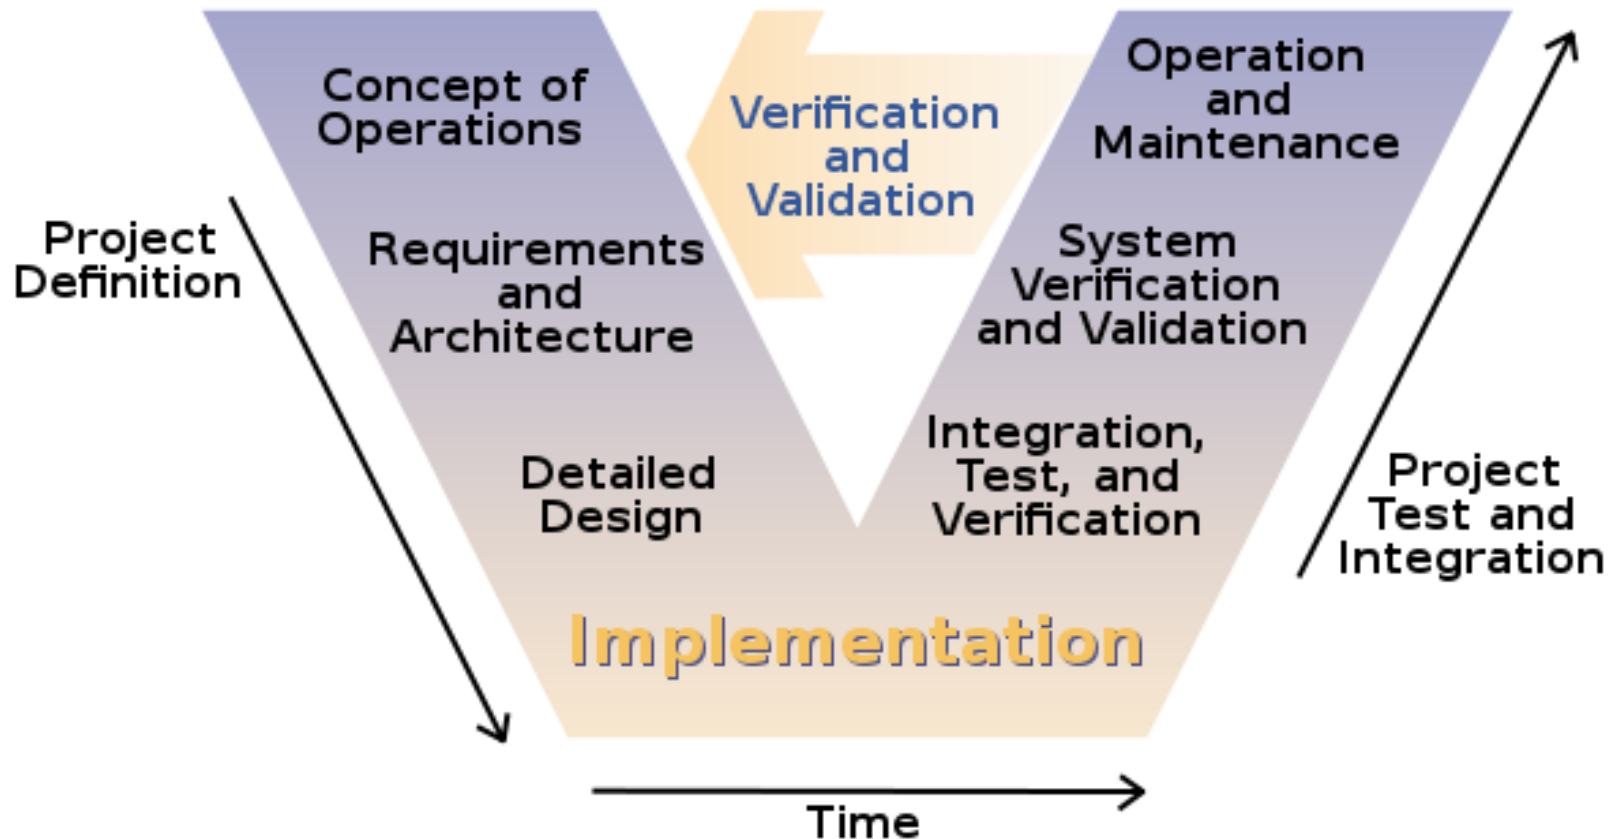 Concept of
Operations
Verification
and
Validation
Operation
and
Maintenance
Project
Definition
Requirements
and
Architecture
System
Verification
and Validation
Detailed
Design
Integration,
Test, and
Verification
Project
Test and
Integration
Implementation
Time